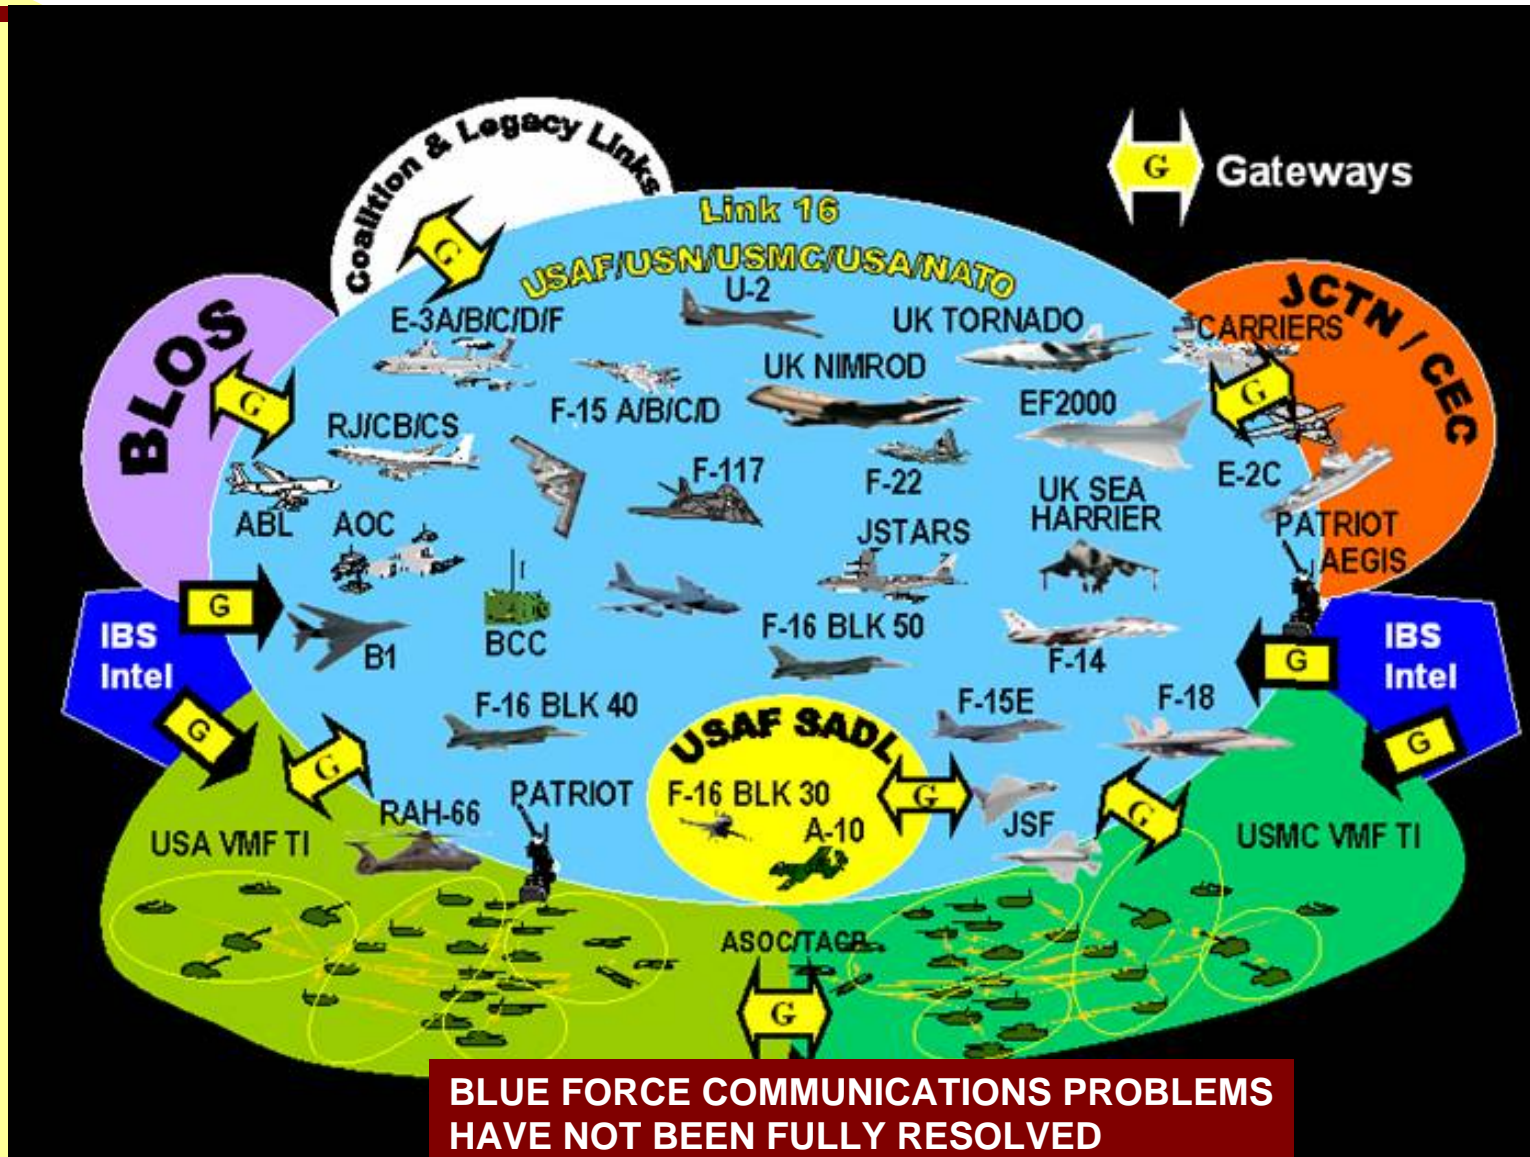 Coalition & Legacy Links
G
Gateways
Link 16
USAF/USN/USMC/USA/NATO
G
U-2
E-3A/B/C/D/F
UK TORNADO
CARRIERS
JCTN / CEC
BLOS
G
UK NIMROD
G
F-15 A/B/C/D
EF2000
RJ/CB/CS
F-117
F-22
UK SEA
HARRIER
E-2C
ABL
AOC
JSTARS
PATRIOT
AEGIS
G
BCC
F-16 BLK 50
IBS
Intel
B1
F-14
G
IBS
Intel
F-16 BLK 40
F-15E
F-18
G
USAF SADL
G
G
RAH-66
PATRIOT
F-16 BLK 30
G
JSF
G
A-10
USA VMF TI
USMC VMF TI
ASOC/TACP
G
BLUE FORCE COMMUNICATIONS PROBLEMS
HAVE NOT BEEN FULLY RESOLVED